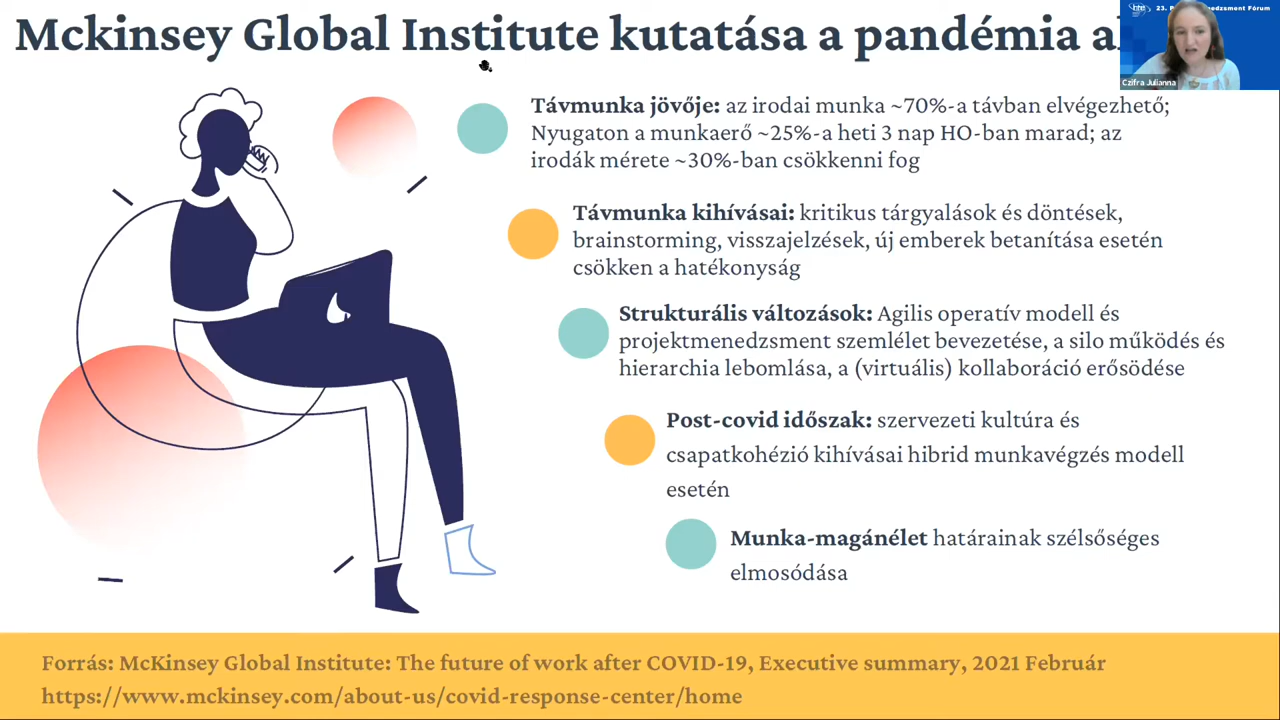 Mckinsey Global Institute kutatása a pandémia
23.
Fórum
Czifra Julianna
Távmunka jövője: az irodai munka ~70%-a távban elvégezhető;
Nyugaton a munkaerő ~25%-a heti 3 nap HO-ban marad; az
irodák mérete ~30%-ban csökkenni fog
Távmunka kihívásai: kritikus tárgyalások és döntések,
brainstorming, visszajelzések, új emberek betanítása esetén
csökken a hatékonyság
Strukturális változások: Agilis operatív modell és
projektmenedzsment szemlélet bevezetése, a silo működés és
hierarchia lebomlása, a (virtuális) kollaboráció erősödése
Post-covid időszak: szervezeti kultúra és
csapatkohézió kihívásai hibrid munkavégzés modell
esetén
Munka-magánélet határainak szélsőséges
elmosódása
Forrás: McKinsey Global Institute: The future of work after COVID-19, Executive summary, 2021 Február
https://www.mckinsey.com/about-us/covid-response-center/home